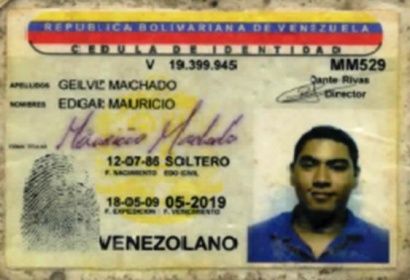 REPUBLICA BOLIVARIANA DE VENEZUELA
CEDULA DE IDENTIDAD
V 19.399.945 MM529
Dante Rivas
Director
APELLIDOS GEILVIZ MACHADO
NOMBRES EDGAR MAURICIO
FIRMA TITULAR Mauricio Machado
12-07-86 SOLTERO
F. NACIMIENTO EDO CIVIL
18-05-09 05-2019
F. EXPEDICION F. VENCIMIENTO
VENEZOLANO